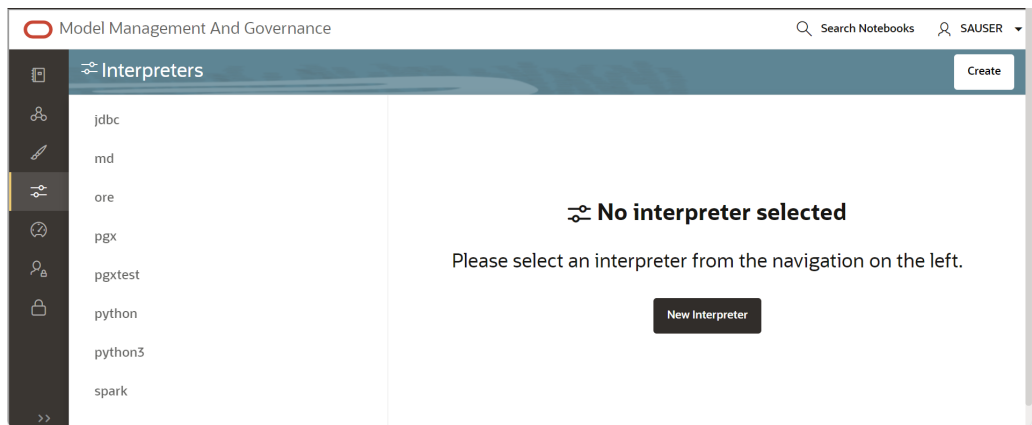 Model Management And Governance
Search Notebooks
SAUSER
Interpreters
Create
jdbc
md
ore
pgx
pgxtest
python
python3
spark
No interpreter selected
Please select an interpreter from the navigation on the left.
New Interpreter
>>